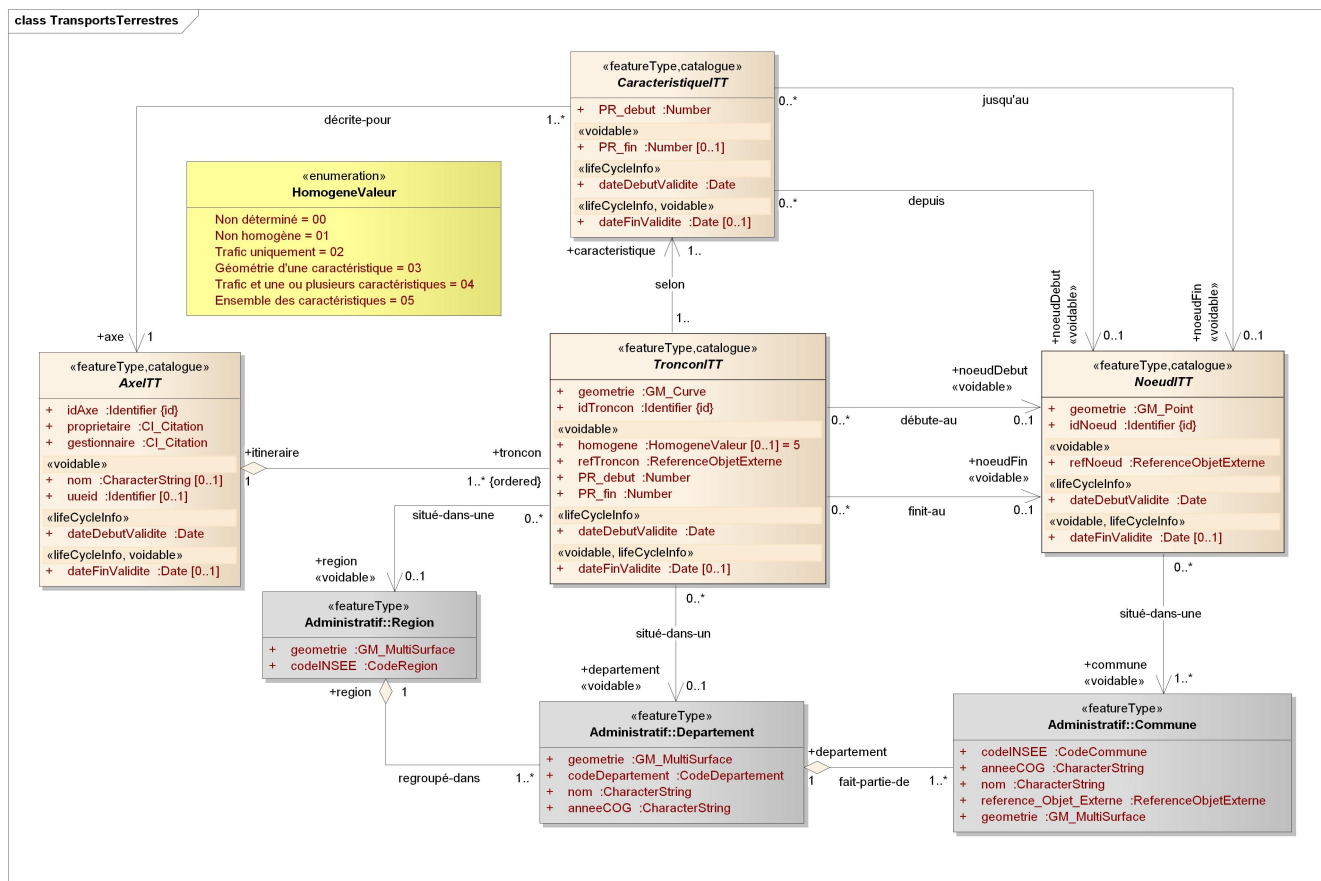 class TransportsTerrestres
«featureType,catalogue»
CaracteristiqueITT
+ PR_debut :Number
«voidable»
+ PR_fin :Number [0..1]
«lifeCycleInfo»
+ dateDebutValidite :Date
«lifeCycleInfo, voidable»
+ dateFinValidite :Date [0..1]
décrite-pour
1..*
0..*
jusqu'au
0..*
depuis
+noeudDebut
«voidable»
0..1
+noeudFin
«voidable»
0..1
«enumeration»
HomogeneValeur
Non déterminé = 00
Non homogène = 01
Trafic uniquement = 02
Géométrie d'une caractéristique = 03
Trafic et une ou plusieurs caractéristiques = 04
Ensemble des caractéristiques = 05
+caracteristique
1..
selon
1..
+axe
1
«featureType,catalogue»
AxeITT
+ idAxe :Identifier {id}
+ proprietaire :CI_Citation
+ gestionnaire :CI_Citation
«voidable»
+ nom :CharacterString [0..1]
+ uueid :Identifier [0..1]
«lifeCycleInfo»
+ dateDebutValidite :Date
«lifeCycleInfo, voidable»
+ dateFinValidite :Date [0..1]
+itineraire
1
+troncon
1..* {ordered}
«featureType,catalogue»
TronconITT
+ geometrie :GM_Curve
+ idTroncon :Identifier {id}
«voidable»
+ homogene :HomogeneValeur [0..1] = 5
+ refTroncon :ReferenceObjetExterne
+ PR_debut :Number
+ PR_fin :Number
«lifeCycleInfo»
+ dateDebutValidite :Date
«voidable, lifeCycleInfo»
+ dateFinValidite :Date [0..1]
+noeudDebut
«voidable»
0..*
débute-au
0..1
+noeudFin
«voidable»
0..*
finit-au
0..1
«featureType,catalogue»
NoeudITT
+ geometrie :GM_Point
+ idNoeud :Identifier {id}
«voidable»
+ refNoeud :ReferenceObjetExterne
«lifeCycleInfo»
+ dateDebutValidite :Date
«voidable, lifeCycleInfo»
+ dateFinValidite :Date [0..1]
situé-dans-une
0..*
+region
«voidable»
0..1
«featureType»
Administratif::Region
+ geometrie :GM_MultiSurface
+ codeINSEE :CodeRegion
+region
1
regroupé-dans
1..*
0..*
situé-dans-un
+departement
«voidable»
0..1
«featureType»
Administratif::Departement
+ geometrie :GM_MultiSurface
+ codeDepartement :CodeDepartement
+ nom :CharacterString
+ anneeCOG :CharacterString
+departement
1
fait-partie-de
1..*
0..*
situé-dans-une
+commune
«voidable»
1..*
«featureType»
Administratif::Commune
+ codeINSEE :CodeCommune
+ anneeCOG :CharacterString
+ nom :CharacterString
+ reference_Objet_Externe :ReferenceObjetExterne
+ geometrie :GM_MultiSurface